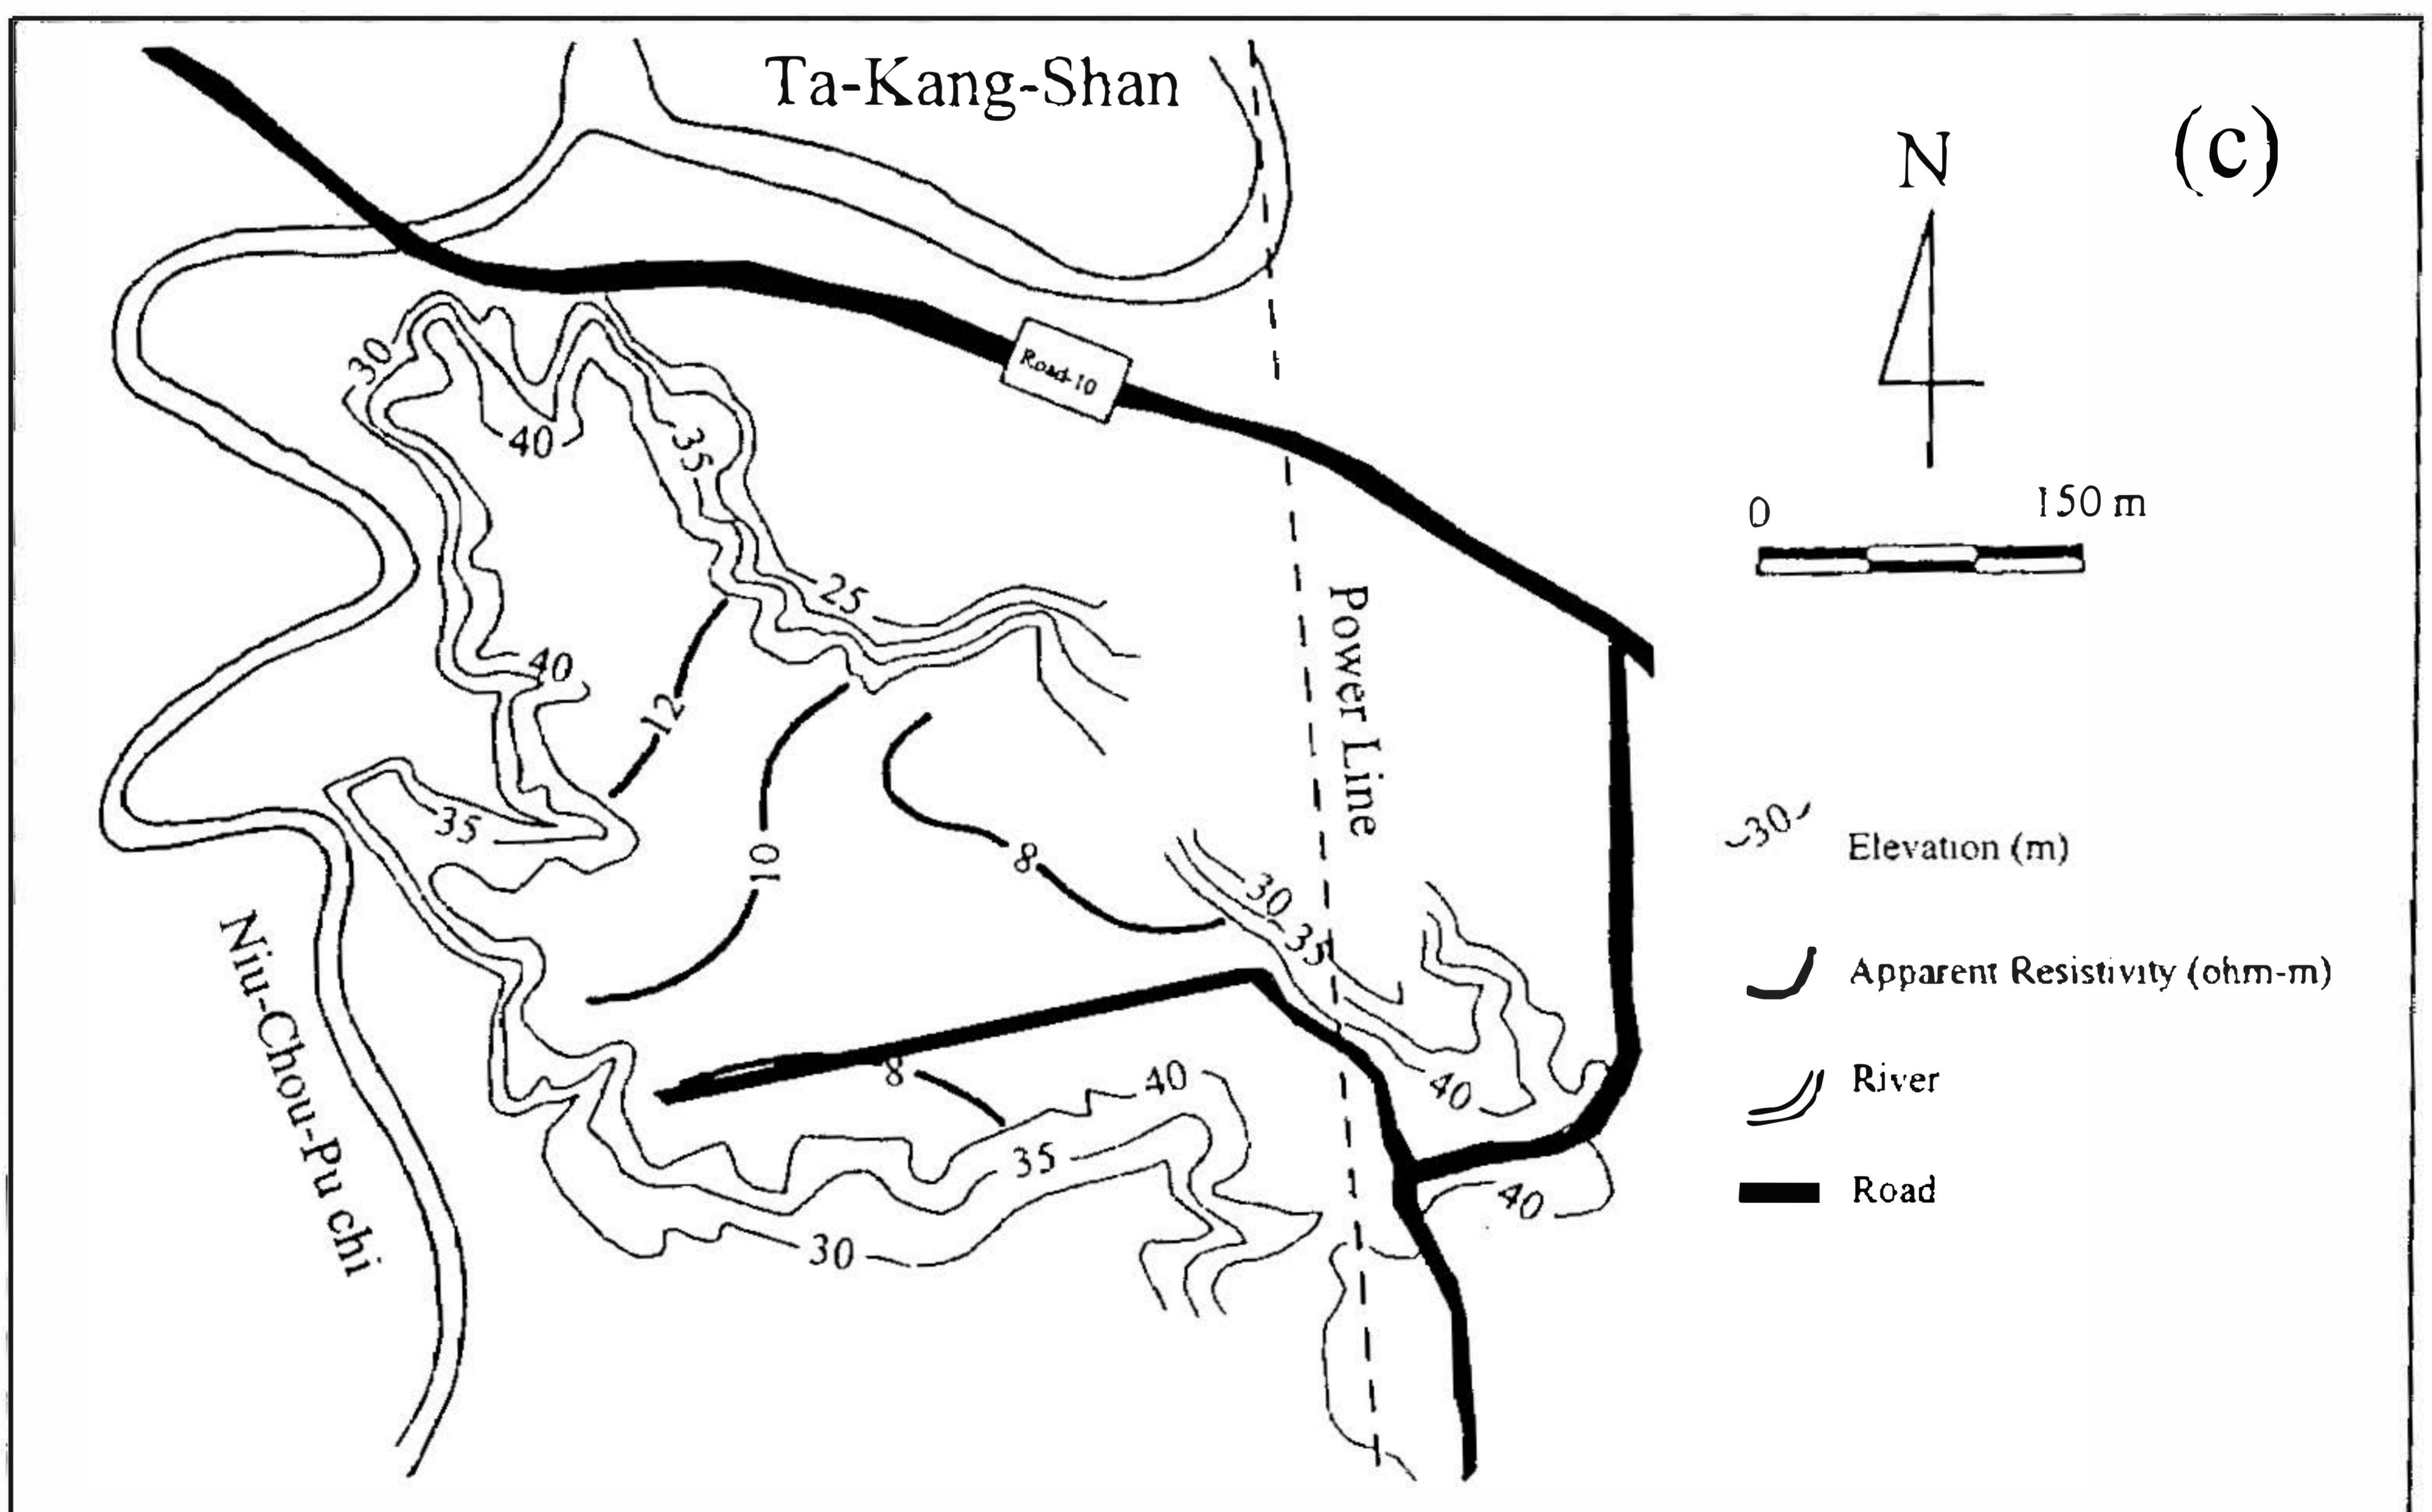 Ta-Kang-Shan
(c)
N
0 150 m
Road-10
30
40
35
25
40
12
Power Line
10
8
35
30
35
Niu-Chou-Pu chi
8
40
40
35
40
30
-30- Elevation (m)
Apparent Resistivity (ohm-m)
River
Road